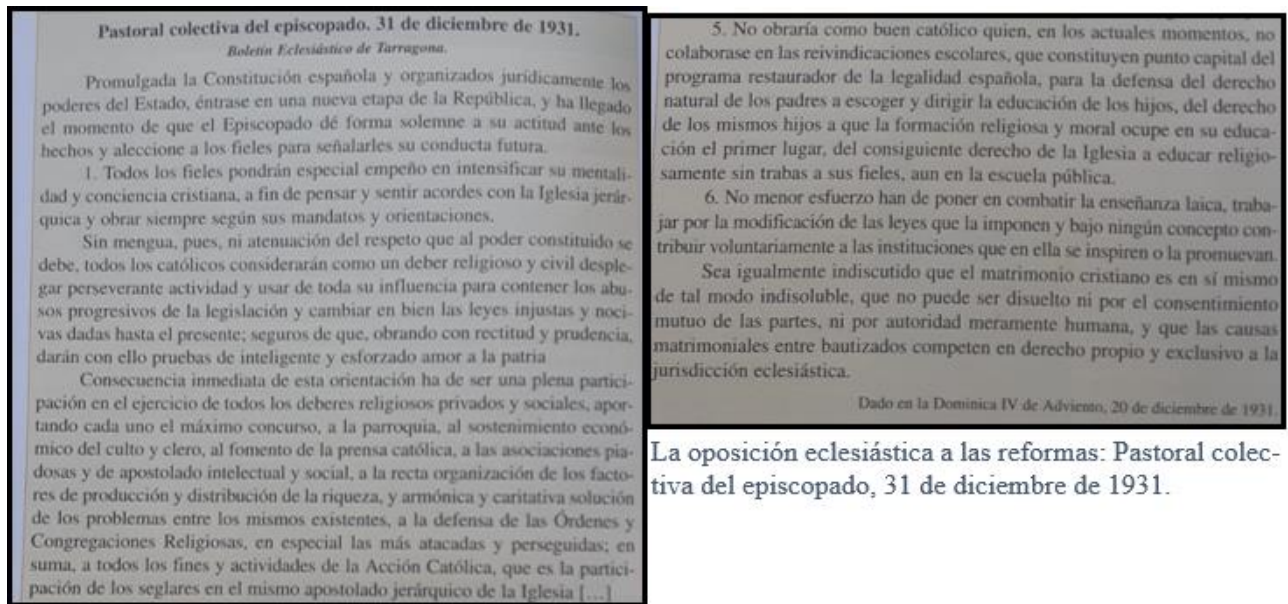 Pastoral colectiva del episcopado. 31 de diciembre de 1931.
Boletín Eclesiástico de Tarragona.
Promulgada la Constitución española y organizados jurídicamente los
poderes del Estado, éntrase en una nueva etapa de la República, y ha llegado
el momento de que el Episcopado dé forma solemne a su actitud ante los
hechos y aleccione a los fieles para señalarles su conducta futura.
1. Todos los fieles pondrán especial empeño en intensificar su mentali-
dad y conciencia cristiana, a fin de pensar y sentir acordes con la Iglesia jerár-
quica y obrar siempre según sus mandatos y orientaciones.
Sin mengua, pues, ni atenuación del respeto que al poder constituido se
debe, todos los católicos considerarán como un deber religioso y civil desple-
gar perseverante actividad y usar de toda su influencia para contener los abu-
sos progresivos de la legislación y cambiar en bien las leyes injustas y noci-
vas dadas hasta el presente; seguros de que, obrando con rectitud y prudencia,
darán con ello pruebas de inteligente y esforzado amor a la patria
Consecuencia inmediata de esta orientación ha de ser una plena partici-
pación en el ejercicio de todos los deberes religiosos privados y sociales, apor-
tando cada uno el máximo concurso, a la parroquia, al sostenimiento econó-
mico del culto y clero, al fomento de la prensa católica, a las asociaciones pia-
dosas y de apostolado intelectual y social, a la recta organización de los facto-
res de producción y distribución de la riqueza, y armónica y caritativa solución
de los problemas entre los mismos existentes, a la defensa de las Órdenes y
Congregaciones Religiosas, en especial las más atacadas y perseguidas; en
suma, a todos los fines y actividades de la Acción Católica, que es la partici-
pación de los seglares en el mismo apostolado jerárquico de la Iglesia [...]
5. No obraría como buen católico quien, en los actuales momentos, no
colaborase en las reivindicaciones escolares, que constituyen punto capital del
programa restaurador de la legalidad española, para la defensa del derecho
natural de los padres a escoger y dirigir la educación de los hijos, del derecho
de los mismos hijos a que la formación religiosa y moral ocupe en su educa-
ción el primer lugar, del consiguiente derecho de la Iglesia a educar religio-
samente sin trabas a sus fieles, aun en la escuela pública.
6. No menor esfuerzo han de poner en combatir la enseñanza laica, traba-
jar por la modificación de las leyes que la imponen y bajo ningún concepto con-
tribuir voluntariamente a las instituciones que en ella se inspiren o la promuevan.
Sea igualmente indiscutido que el matrimonio cristiano es en sí mismo
de tal modo indisoluble, que no puede ser disuelto ni por el consentimiento
mutuo de las partes, ni por autoridad meramente humana, y que las causas
matrimoniales entre bautizados competen en derecho propio y exclusivo a la
jurisdicción eclesiástica.
Dado en la Dominica IV de Adviento, 20 de diciembre de 1931
La oposición eclesiástica a las reformas: Pastoral colec-
tiva del episcopado, 31 de diciembre de 1931.